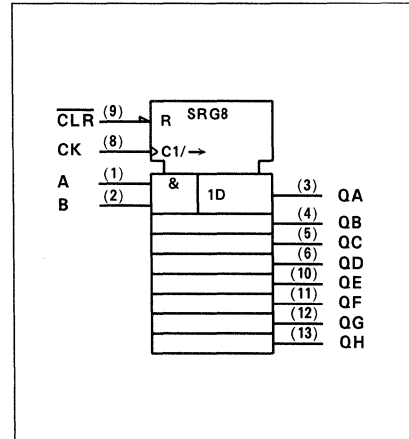 SRG8
C̅L̅R̅ (9) R
CK (8) C1/→
A (1) & 1D (3) QA
B (2)
(4) QB
(5) QC
(6) QD
(10) QE
(11) QF
(12) QG
(13) QH